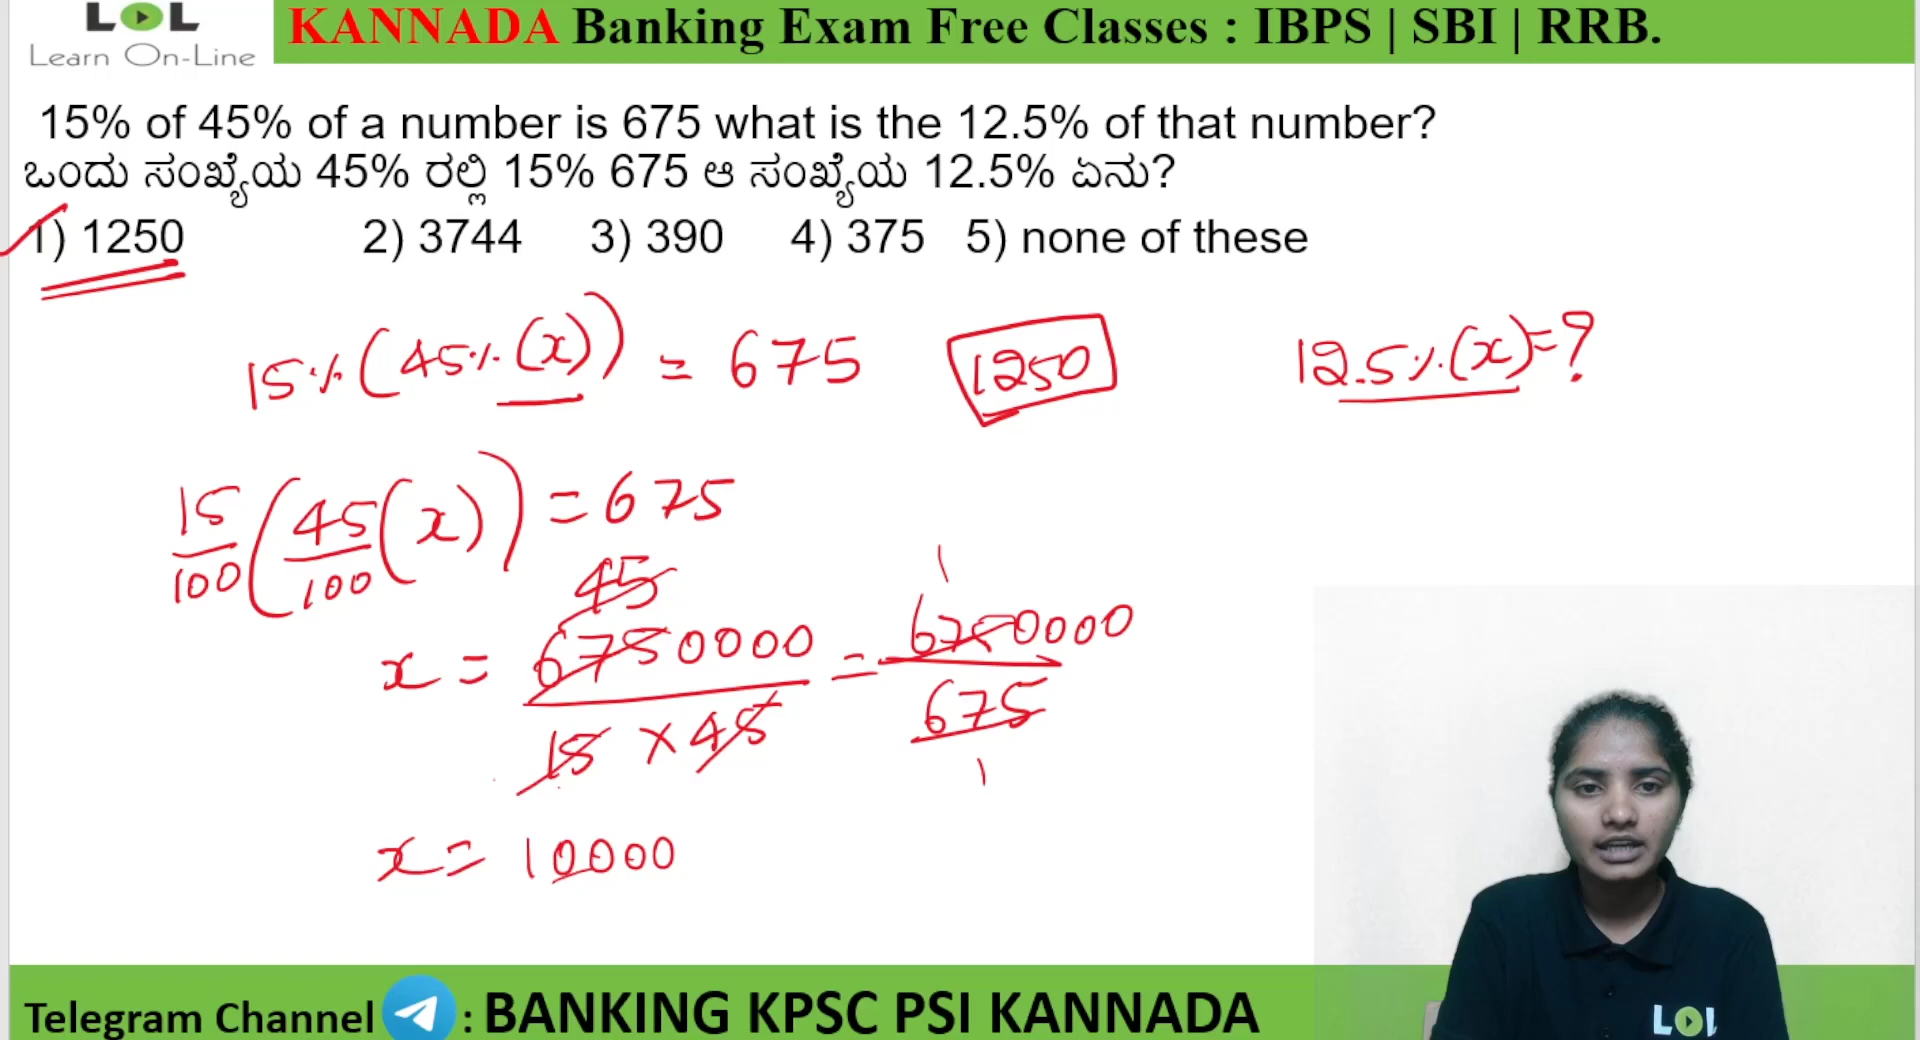 LOL
Learn On-Line
KANNADA Banking Exam Free Classes : IBPS | SBI | RRB.
15% of 45% of a number is 675 what is the 12.5% of that number?
ಒಂದು ಸಂಖ್ಯೆಯ 45% ರಲ್ಲಿ 15% 675 ಆ ಸಂಖ್ಯೆಯ 12.5% ಏನು?
1) 1250 2) 3744 3) 390 4) 375 5) none of these
15%(45%(x)) = 675 1250 12.5%(x)=?
15/100(45/100(x)) = 675
45 1
x = 6750000/15×45 = 6750000/675
1
x = 10000
LOL
Telegram Channel : BANKING KPSC PSI KANNADA